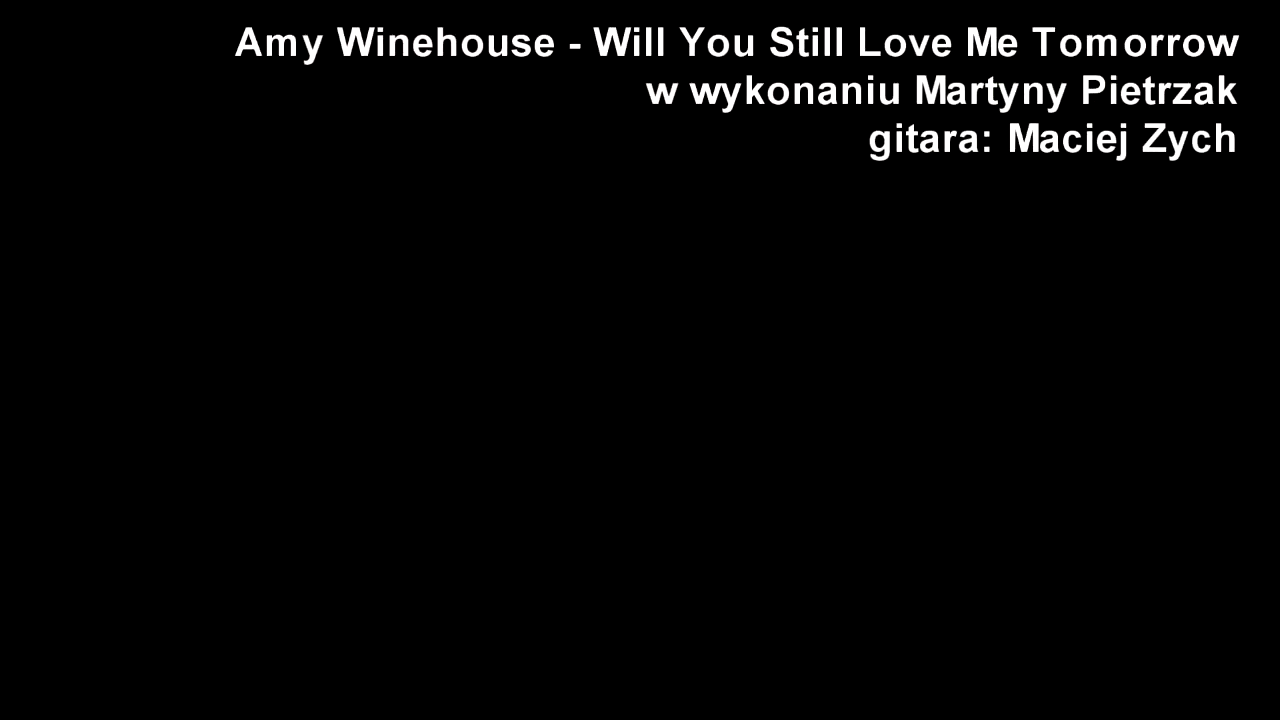 Amy Winehouse - Will You Still Love Me Tomorrow
w wykonaniu Martyny Pietrzak
gitara: Maciej Zych